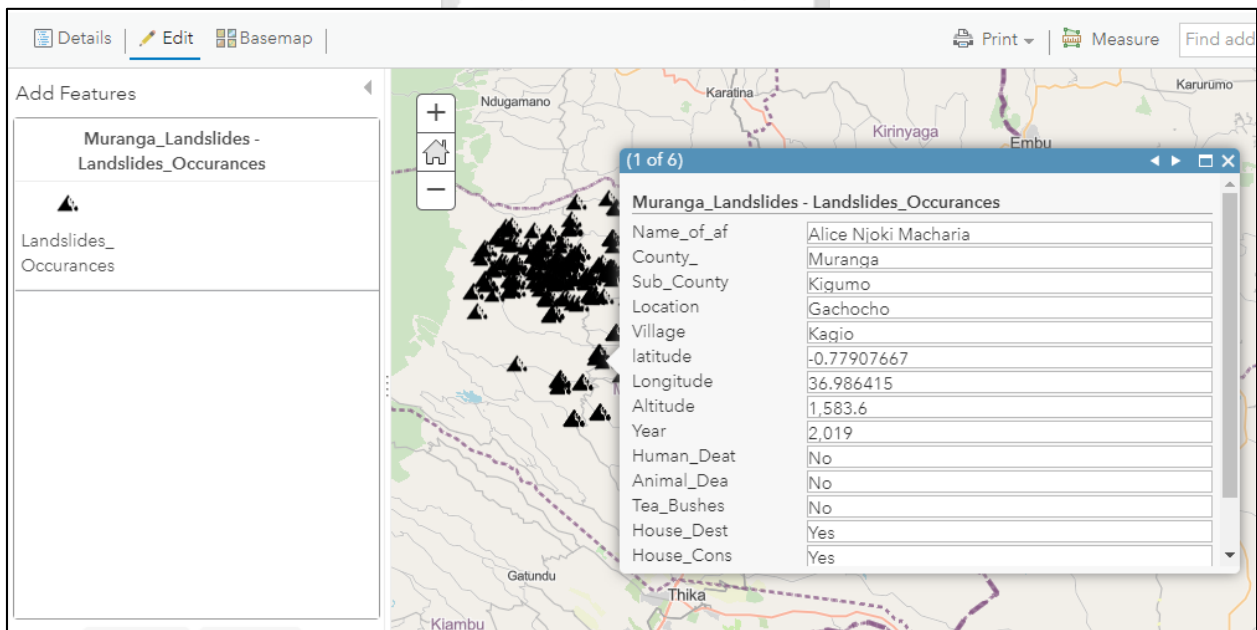 Details Edit Basemap Print Measure Find add
Add Features
Muranga_Landslides -
Landslides_Occurances
Landslides_
Occurances
+
−
Ndugamano
Karatina
Karurumo
Kirinyaga
Embu
(1 of 6)
Muranga_Landslides - Landslides_Occurances
Name_of_af Alice Njoki Macharia
County_ Muranga
Sub_County Kigumo
Location Gachocho
Village Kagio
latitude -0.77907667
Longitude 36.986415
Altitude 1,583.6
Year 2,019
Human_Deat No
Animal_Dea No
Tea_Bushes No
House_Dest Yes
House_Cons Yes
Gatundu
Thika
Kiambu